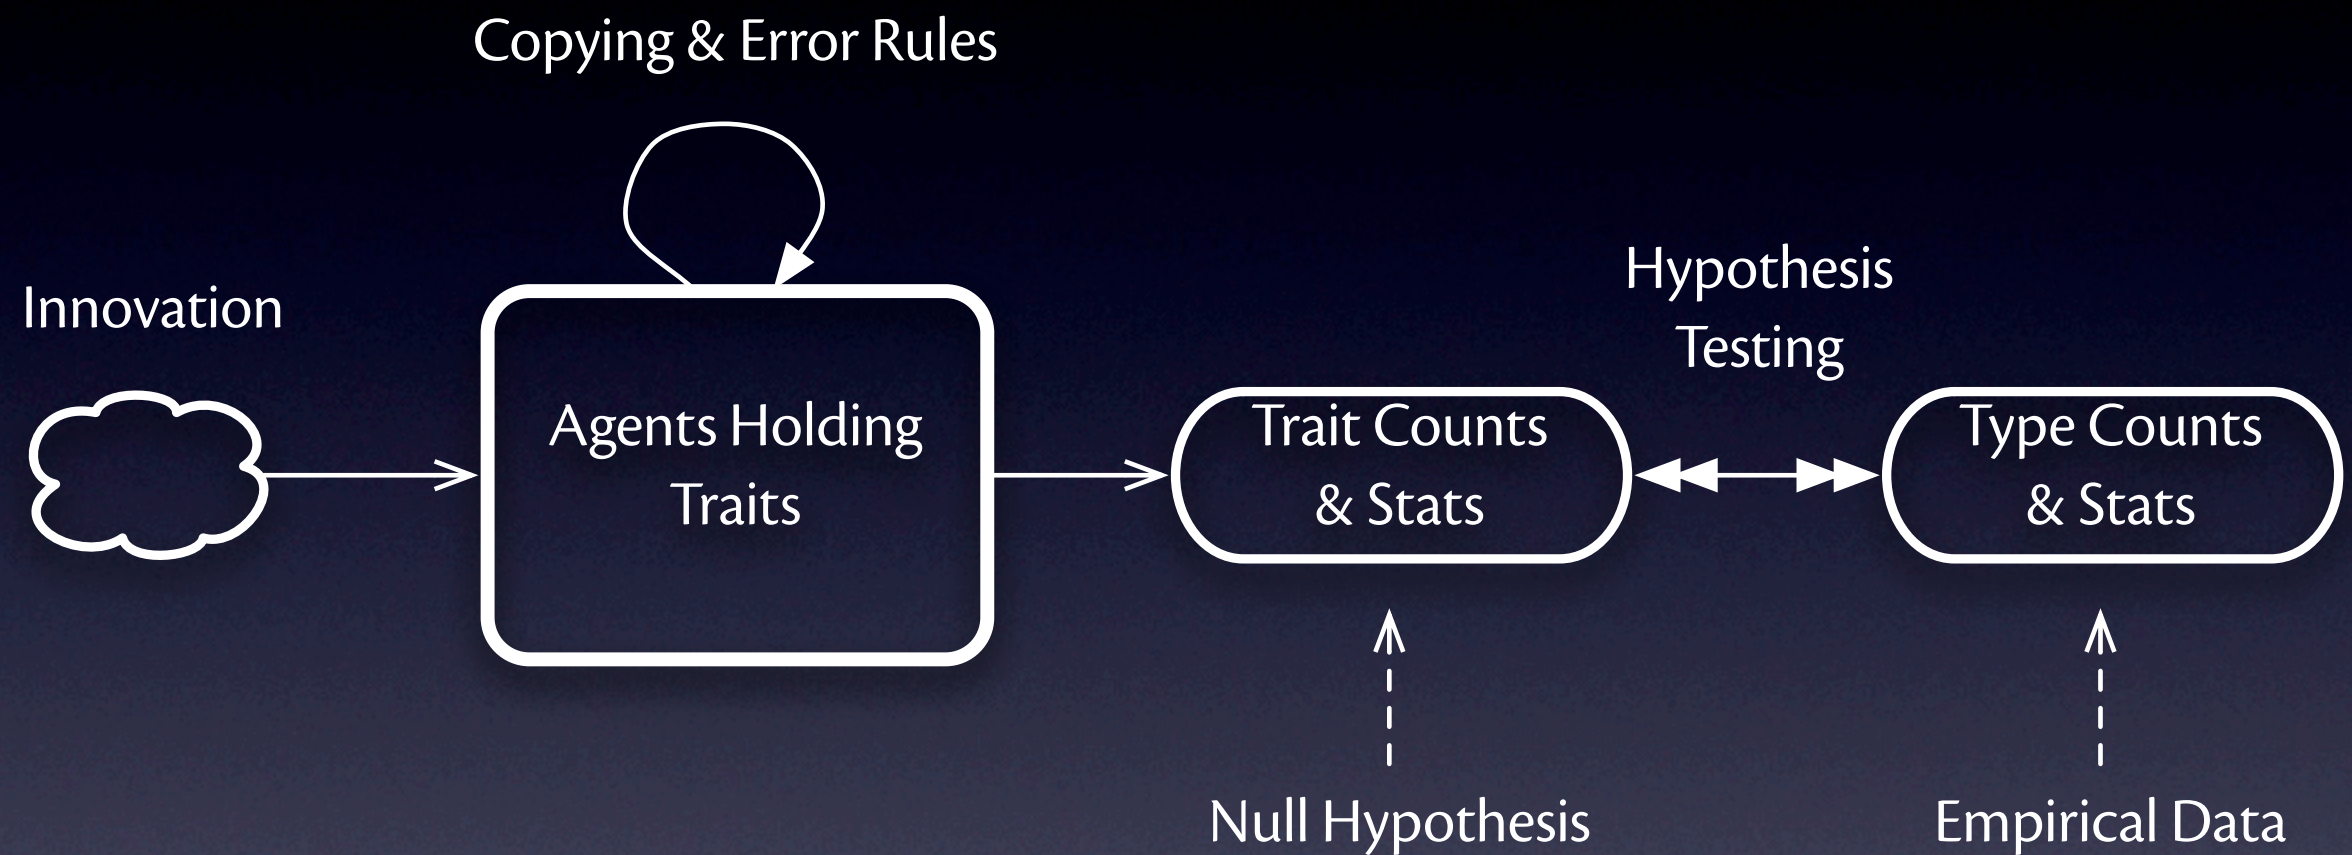 Copying & Error Rules
Innovation
Agents Holding
Traits
Trait Counts
& Stats
Hypothesis
Testing
Type Counts
& Stats
Null Hypothesis
Empirical Data